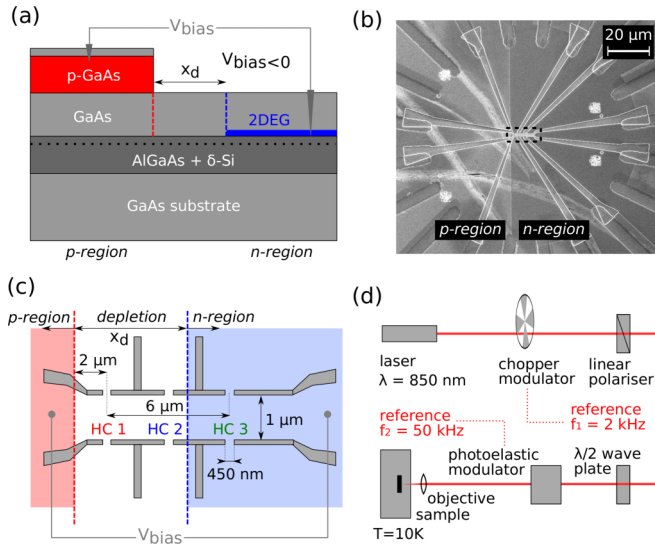 (a)
V_bias
p-GaAs
x_d
V_bias<0
GaAs
2DEG
AlGaAs + δ-Si
GaAs substrate
p-region
n-region
(b)
20 μm
p-region
n-region
(c)
p-region
depletion
n-region
x_d
2 μm
6 μm
1 μm
HC 1
HC 2
HC 3
450 nm
V_bias
(d)
laser
λ = 850 nm
chopper
modulator
linear
polariser
reference
f₂ = 50 kHz
reference
f₁ = 2 kHz
photoelastic
modulator
λ/2 wave
plate
objective
sample
T=10K